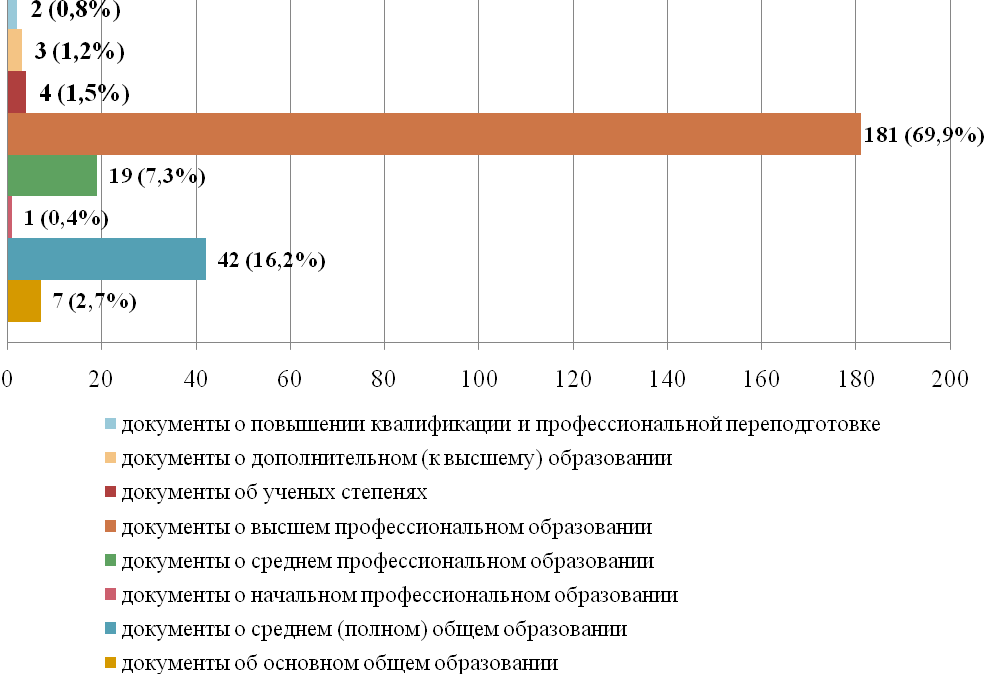 2 (0,8%)
3 (1,2%)
4 (1,5%)
181 (69,9%)
19 (7,3%)
1 (0,4%)
42 (16,2%)
7 (2,7%)
0 20 40 60 80 100 120 140 160 180 200
документы о повышении квалификации и профессиональной переподготовке
документы о дополнительном (к высшему) образовании
документы об ученых степенях
документы о высшем профессиональном образовании
документы о среднем профессиональном образовании
документы о начальном профессиональном образовании
документы о среднем (полном) общем образовании
документы об основном общем образовании